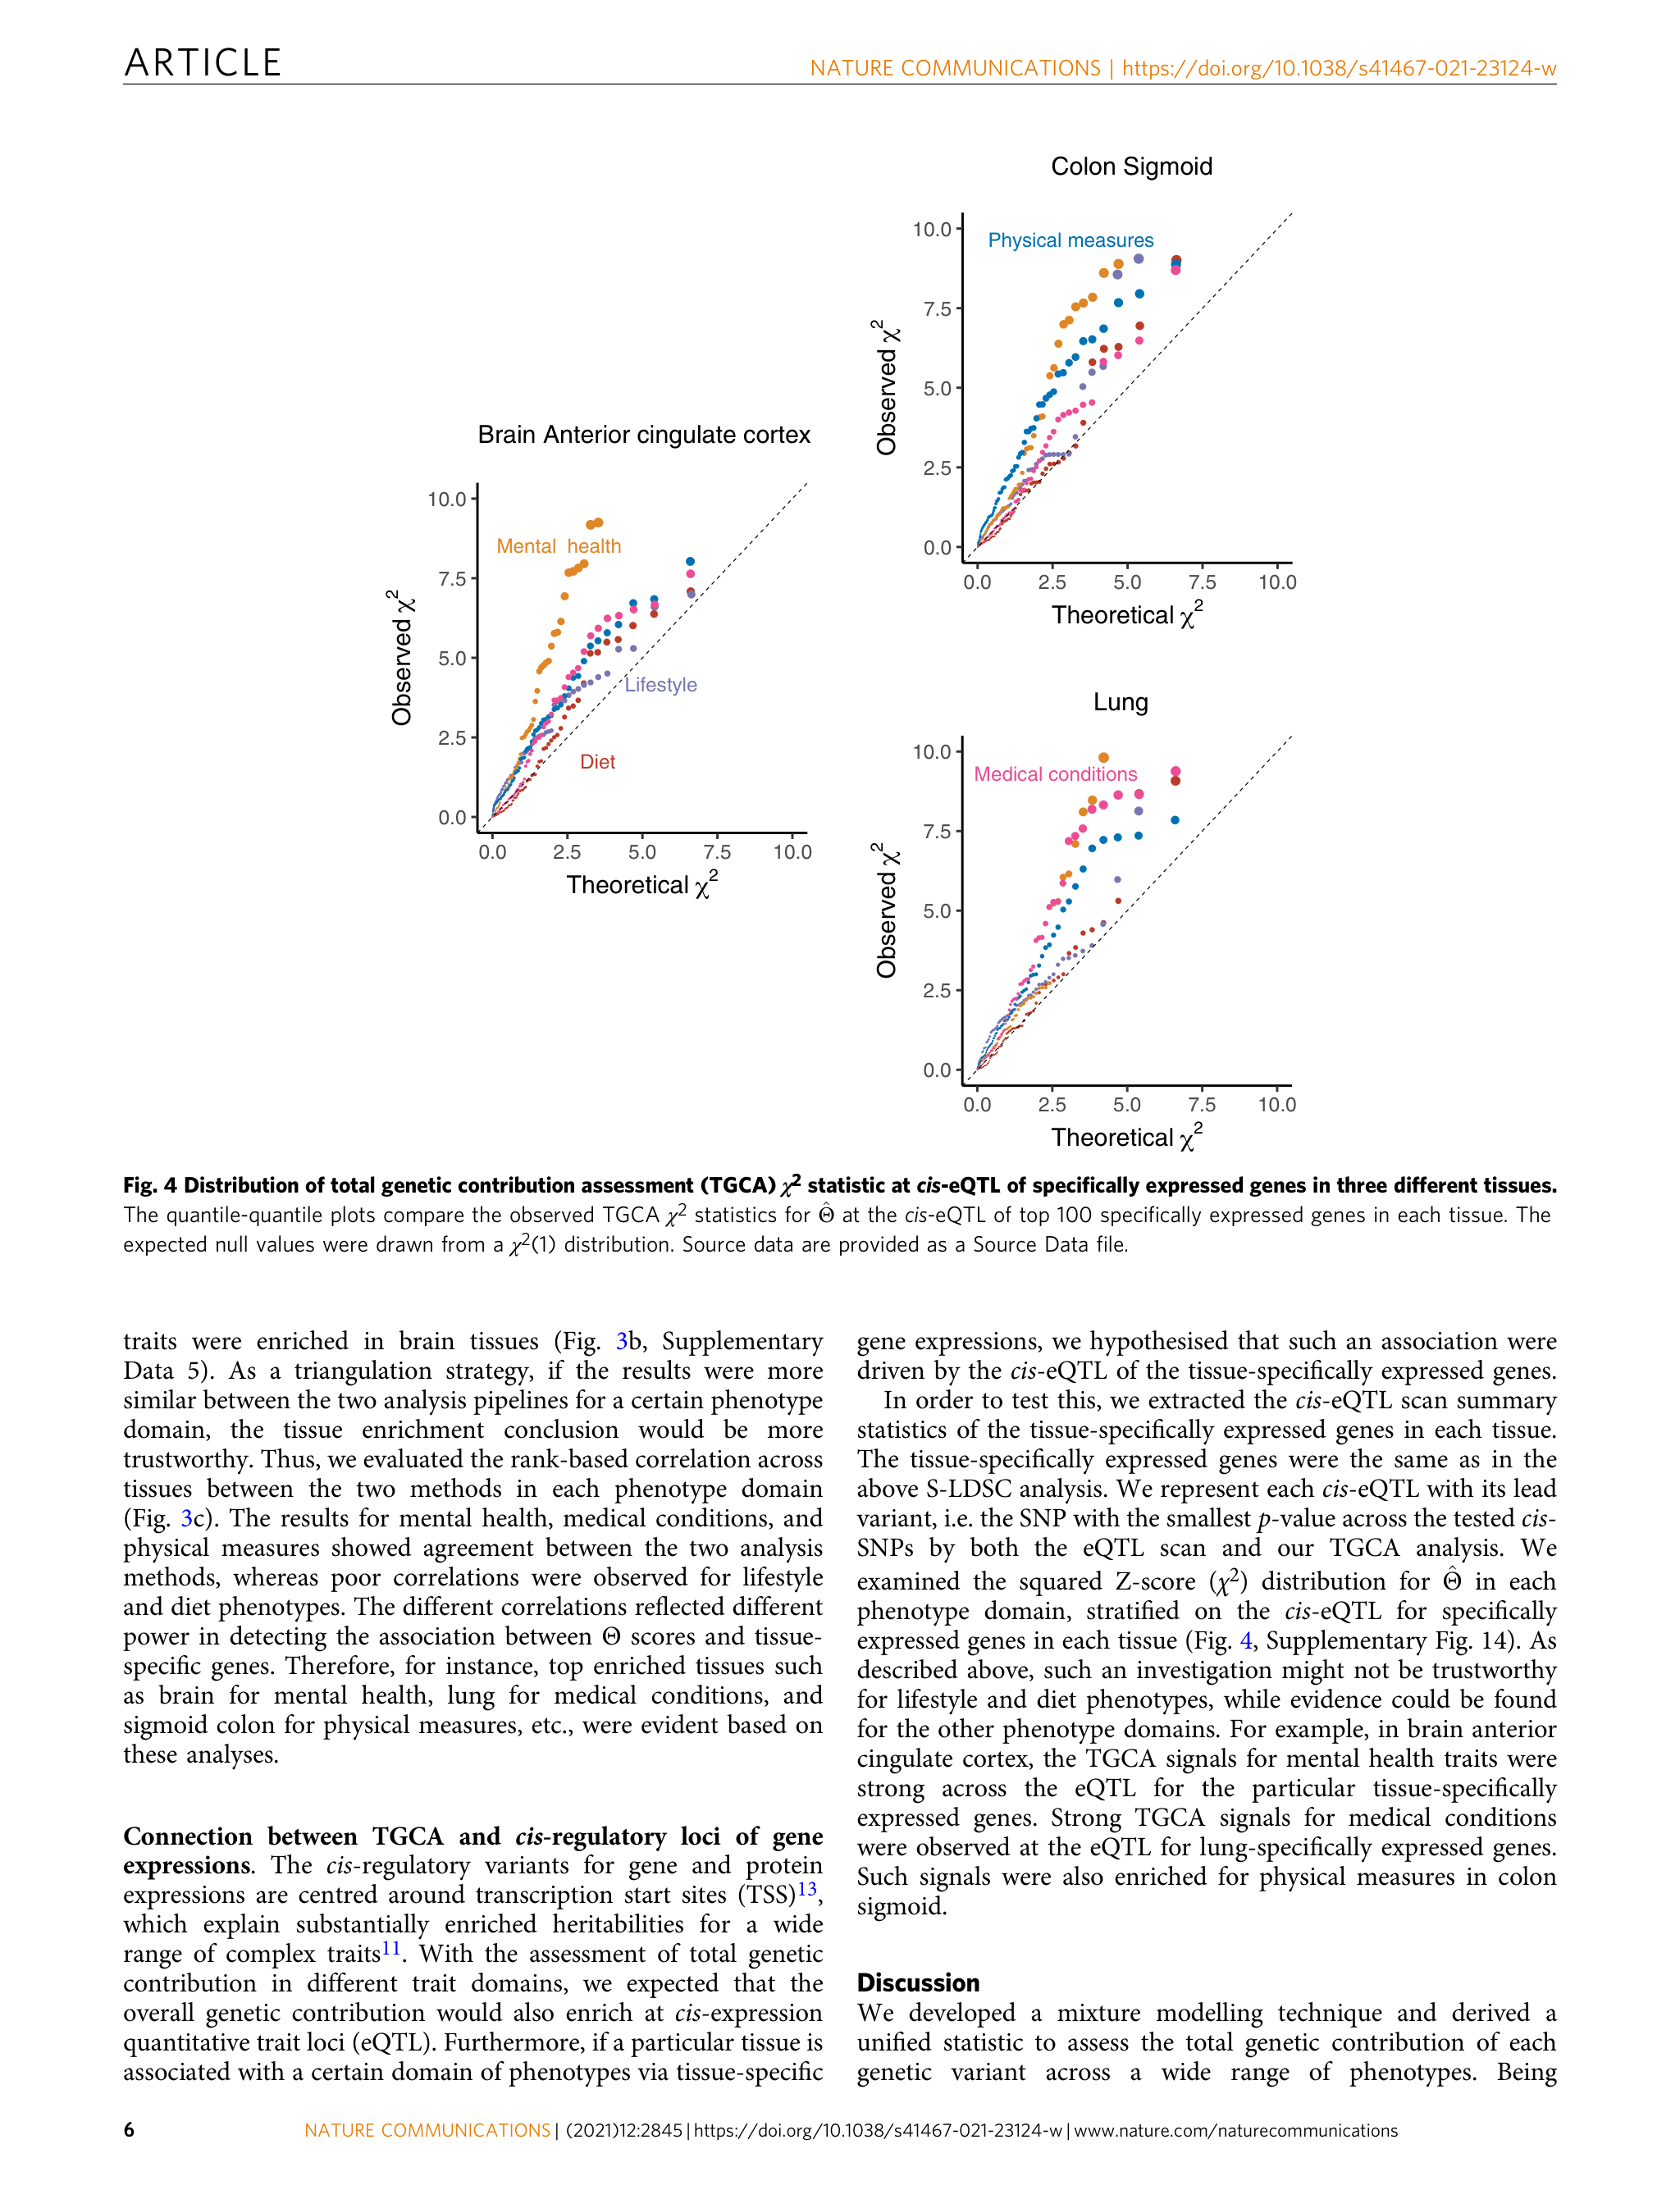 ARTICLE
NATURE COMMUNICATIONS | https://doi.org/10.1038/s41467-021-23124-w
Colon Sigmoid
10.0
Physical measures
7.5
Observed χ2
5.0
2.5
0.0
0.0 2.5 5.0 7.5 10.0
Theoretical χ2
Brain Anterior cingulate cortex
10.0
Mental health
7.5
Observed χ2
5.0
Lifestyle
2.5
Diet
0.0
0.0 2.5 5.0 7.5 10.0
Theoretical χ2
Lung
10.0
Medical conditions
7.5
Observed χ2
5.0
2.5
0.0
0.0 2.5 5.0 7.5 10.0
Theoretical χ2
Fig. 4 Distribution of total genetic contribution assessment (TGCA) χ2 statistic at cis-eQTL of specifically expressed genes in three different tissues.
The quantile-quantile plots compare the observed TGCA χ2 statistics for Θ̂ at the cis-eQTL of top 100 specifically expressed genes in each tissue. The
expected null values were drawn from a χ2(1) distribution. Source data are provided as a Source Data file.
traits were enriched in brain tissues (Fig. 3b, Supplementary
Data 5). As a triangulation strategy, if the results were more
similar between the two analysis pipelines for a certain phenotype
domain, the tissue enrichment conclusion would be more
trustworthy. Thus, we evaluated the rank-based correlation across
tissues between the two methods in each phenotype domain
(Fig. 3c). The results for mental health, medical conditions, and
physical measures showed agreement between the two analysis
methods, whereas poor correlations were observed for lifestyle
and diet phenotypes. The different correlations reflected different
power in detecting the association between Θ scores and tissue-
specific genes. Therefore, for instance, top enriched tissues such
as brain for mental health, lung for medical conditions, and
sigmoid colon for physical measures, etc., were evident based on
these analyses.
Connection between TGCA and cis-regulatory loci of gene
expressions. The cis-regulatory variants for gene and protein
expressions are centred around transcription start sites (TSS)13,
which explain substantially enriched heritabilities for a wide
range of complex traits11. With the assessment of total genetic
contribution in different trait domains, we expected that the
overall genetic contribution would also enrich at cis-expression
quantitative trait loci (eQTL). Furthermore, if a particular tissue is
associated with a certain domain of phenotypes via tissue-specific
gene expressions, we hypothesised that such an association were
driven by the cis-eQTL of the tissue-specifically expressed genes.
In order to test this, we extracted the cis-eQTL scan summary
statistics of the tissue-specifically expressed genes in each tissue.
The tissue-specifically expressed genes were the same as in the
above S-LDSC analysis. We represent each cis-eQTL with its lead
variant, i.e. the SNP with the smallest p-value across the tested cis-
SNPs by both the eQTL scan and our TGCA analysis. We
examined the squared Z-score (χ2) distribution for Θ̂ in each
phenotype domain, stratified on the cis-eQTL for specifically
expressed genes in each tissue (Fig. 4, Supplementary Fig. 14). As
described above, such an investigation might not be trustworthy
for lifestyle and diet phenotypes, while evidence could be found
for the other phenotype domains. For example, in brain anterior
cingulate cortex, the TGCA signals for mental health traits were
strong across the eQTL for the particular tissue-specifically
expressed genes. Strong TGCA signals for medical conditions
were observed at the eQTL for lung-specifically expressed genes.
Such signals were also enriched for physical measures in colon
sigmoid.
Discussion
We developed a mixture modelling technique and derived a
unified statistic to assess the total genetic contribution of each
genetic variant across a wide range of phenotypes. Being
6
NATURE COMMUNICATIONS | (2021)12:2845 | https://doi.org/10.1038/s41467-021-23124-w | www.nature.com/naturecommunications